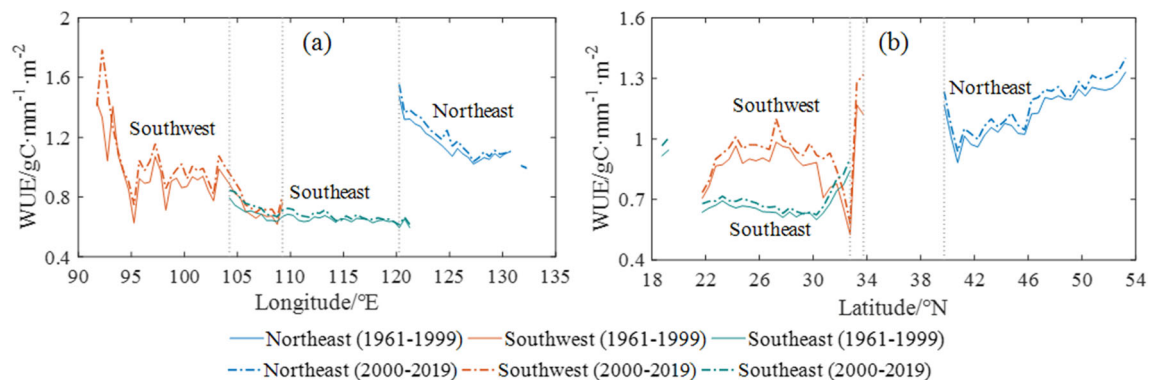 (a)
WUE/gC·mm⁻¹·m⁻²
2
1.6
1.2
0.8
0.4
Southwest
Northeast
Southeast
90 95 100 105 110 115 120 125 130 135
Longitude/°E
(b)
WUE/gC·mm⁻¹·m⁻²
1.6
1.3
1
0.7
0.4
Southwest
Northeast
Southeast
18 22 26 30 34 38 42 46 50 54
Latitude/°N
Northeast (1961-1999) Southwest (1961-1999) Southeast (1961-1999)
Northeast (2000-2019) Southwest (2000-2019) Southeast (2000-2019)